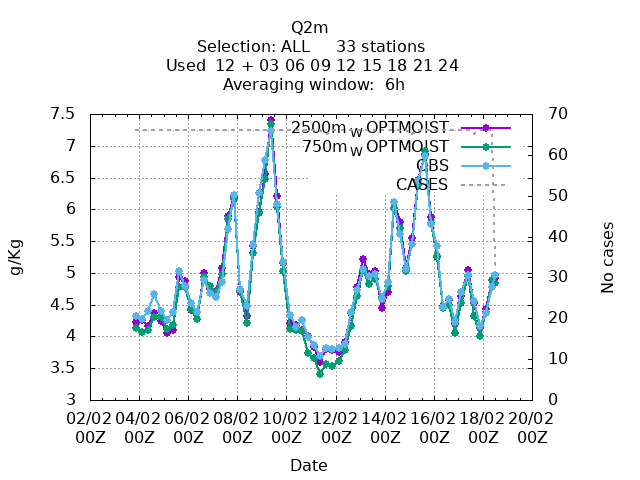 Q2m
Selection: ALL     33 stations
Used  12 + 03 06 09 12 15 18 21 24
Averaging window:  6h
7.5
7
6.5
6
5.5
5
4.5
4
3.5
3
g/Kg
70
60
50
40
30
20
10
0
No cases
2500m W OPTMOIST
750m W OPTMOIST
OBS
CASES
02/02 04/02 06/02 08/02 10/02 12/02 14/02 16/02 18/02 20/02
00Z 00Z 00Z 00Z 00Z 00Z 00Z 00Z 00Z 00Z
Date